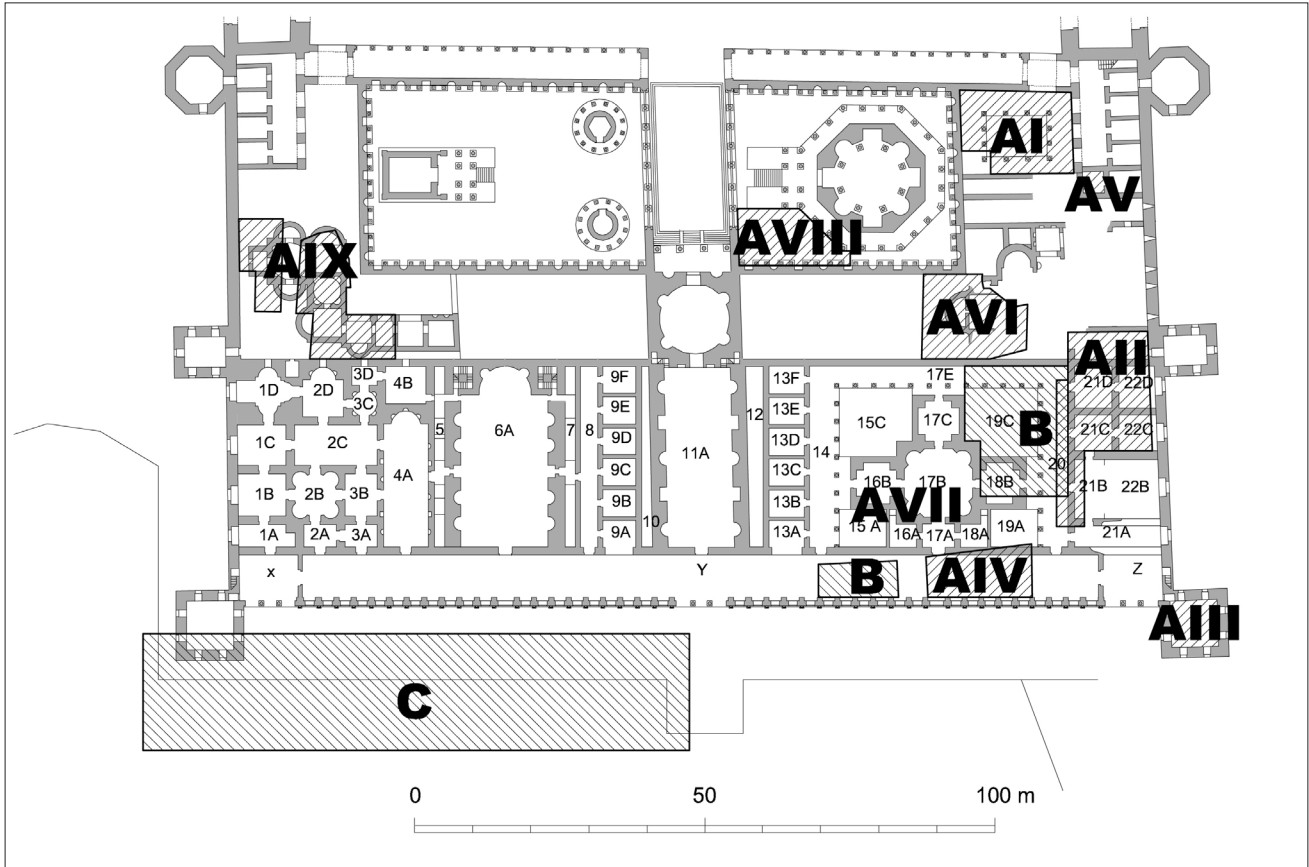 AI
AV
AVIII
AIX
AVI
AII
3D
4B
9F
13F
17E
1D
2D
3C
9E
13E
12
15C
17C
19C
B
21D
22D
1C
2C
5
6A
7
8
9D
11A
13D
14
21C
22C
4A
9C
13C
16B
17B
18B
20
1B
2B
3B
9B
13B
AVII
21B
22B
1A
2A
3A
9A
10
13A
15 A
16A
17A
18A
19A
21A
x
Y
B
AIV
Z
AIII
C
0
50
100 m